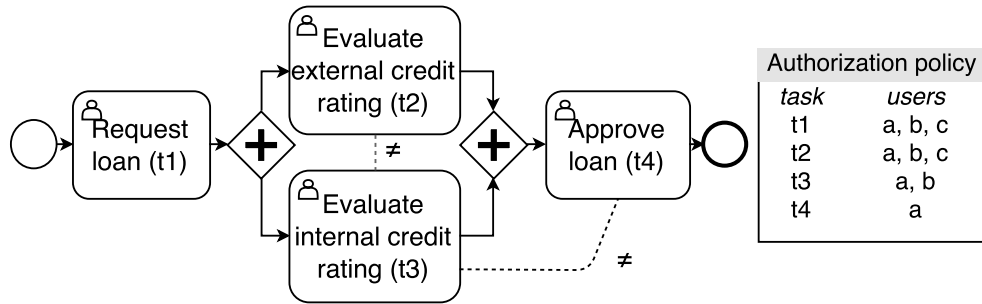 Request
loan (t1)
Evaluate
external credit
rating (t2)
≠
Evaluate
internal credit
rating (t3)
Approve
loan (t4)
≠
Authorization policy
task users
t1 a, b, c
t2 a, b, c
t3 a, b
t4 a